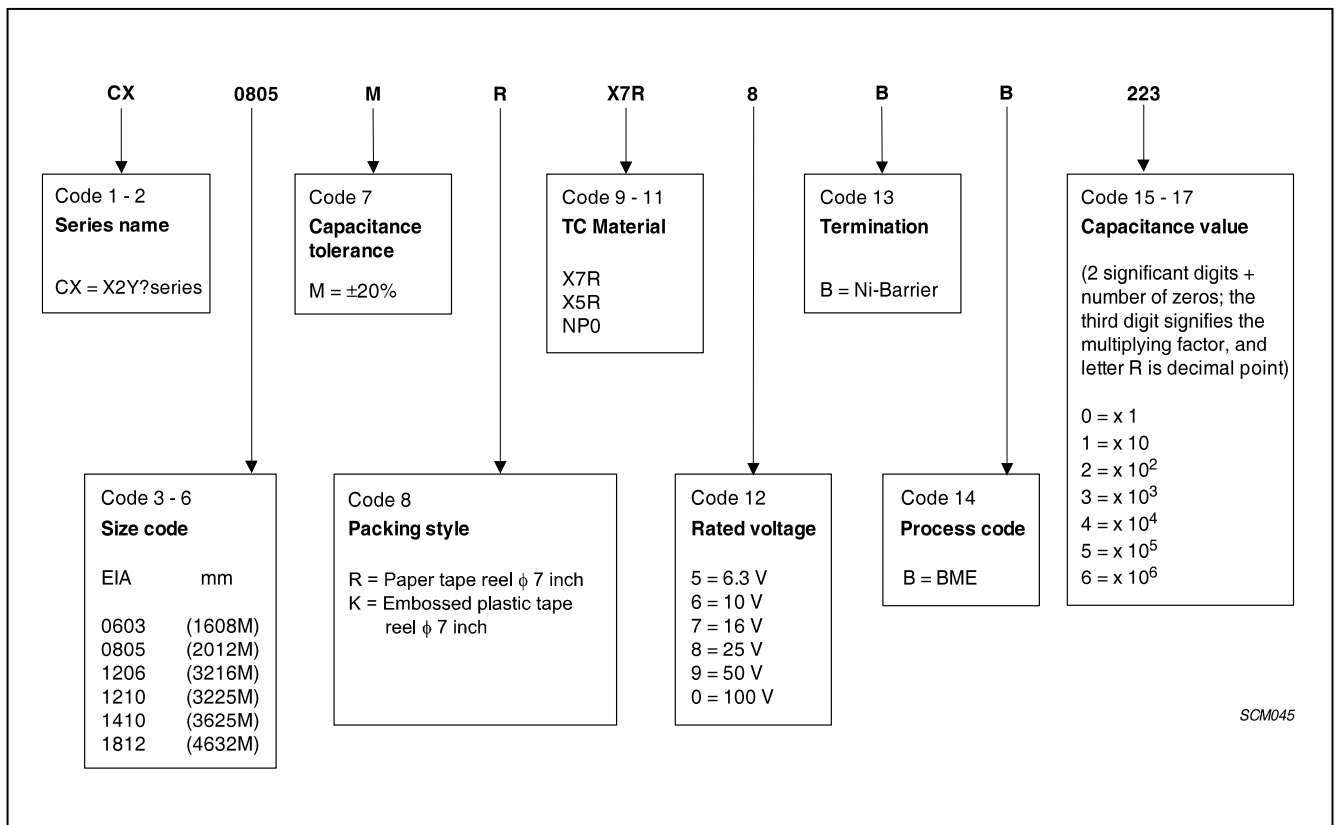 CX 0805 M R X7R 8 B B 223
Code 1 - 2
Series name
CX = X2Y?series
Code 7
Capacitance
tolerance
M = ±20%
Code 9 - 11
TC Material
X7R
X5R
NP0
Code 13
Termination
B = Ni-Barrier
Code 15 - 17
Capacitance value
(2 significant digits +
number of zeros; the
third digit signifies the
multiplying factor, and
letter R is decimal point)
0 = x 1
1 = x 10
2 = x 10²
3 = x 10³
4 = x 10⁴
5 = x 10⁵
6 = x 10⁶
Code 3 - 6
Size code
EIA mm
0603 (1608M)
0805 (2012M)
1206 (3216M)
1210 (3225M)
1410 (3625M)
1812 (4632M)
Code 8
Packing style
R = Paper tape reel ϕ 7 inch
K = Embossed plastic tape
reel ϕ 7 inch
Code 12
Rated voltage
5 = 6.3 V
6 = 10 V
7 = 16 V
8 = 25 V
9 = 50 V
0 = 100 V
Code 14
Process code
B = BME
SCM045